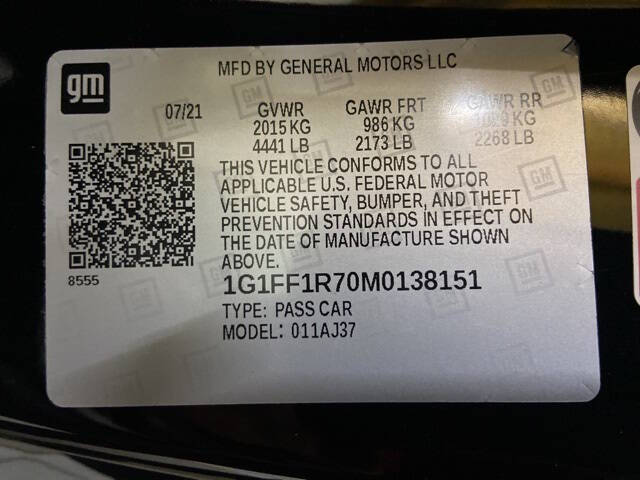 gm
MFD BY GENERAL MOTORS LLC
07/21 GVWR GAWR FRT GAWR RR
2015 KG 986 KG KG
4441 LB 2173 LB 2268 LB
THIS VEHICLE CONFORMS TO ALL
APPLICABLE U.S. FEDERAL MOTOR
VEHICLE SAFETY, BUMPER, AND THEFT
PREVENTION STANDARDS IN EFFECT ON
THE DATE OF MANUFACTURE SHOWN
ABOVE.
8555
1G1FF1R70M0138151
TYPE: PASS CAR
MODEL: 011AJ37